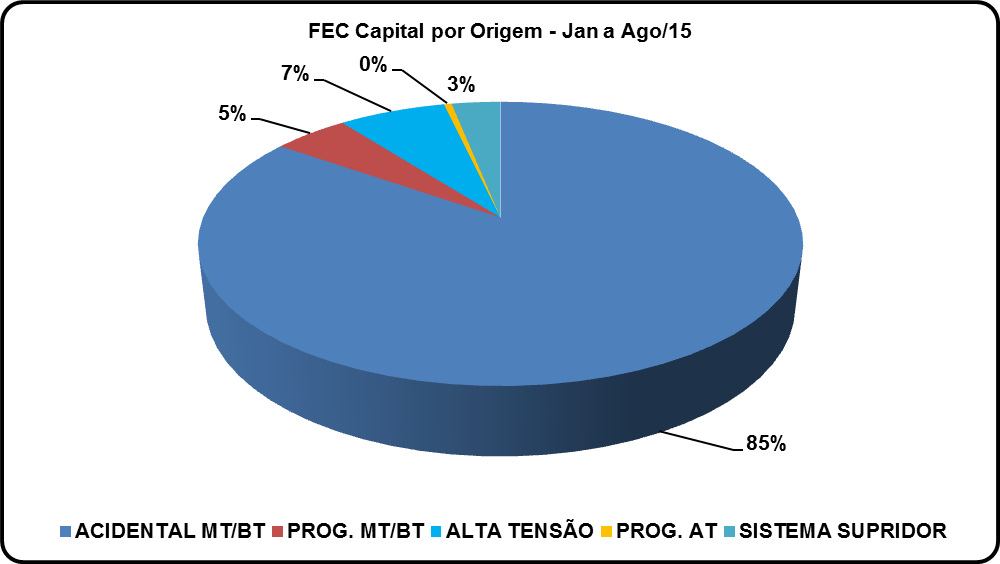 FEC Capital por Origem - Jan a Ago/15
0%
7%
3%
5%
85%
ACIDENTAL MT/BT PROG. MT/BT ALTA TENSÃO PROG. AT SISTEMA SUPRIDOR